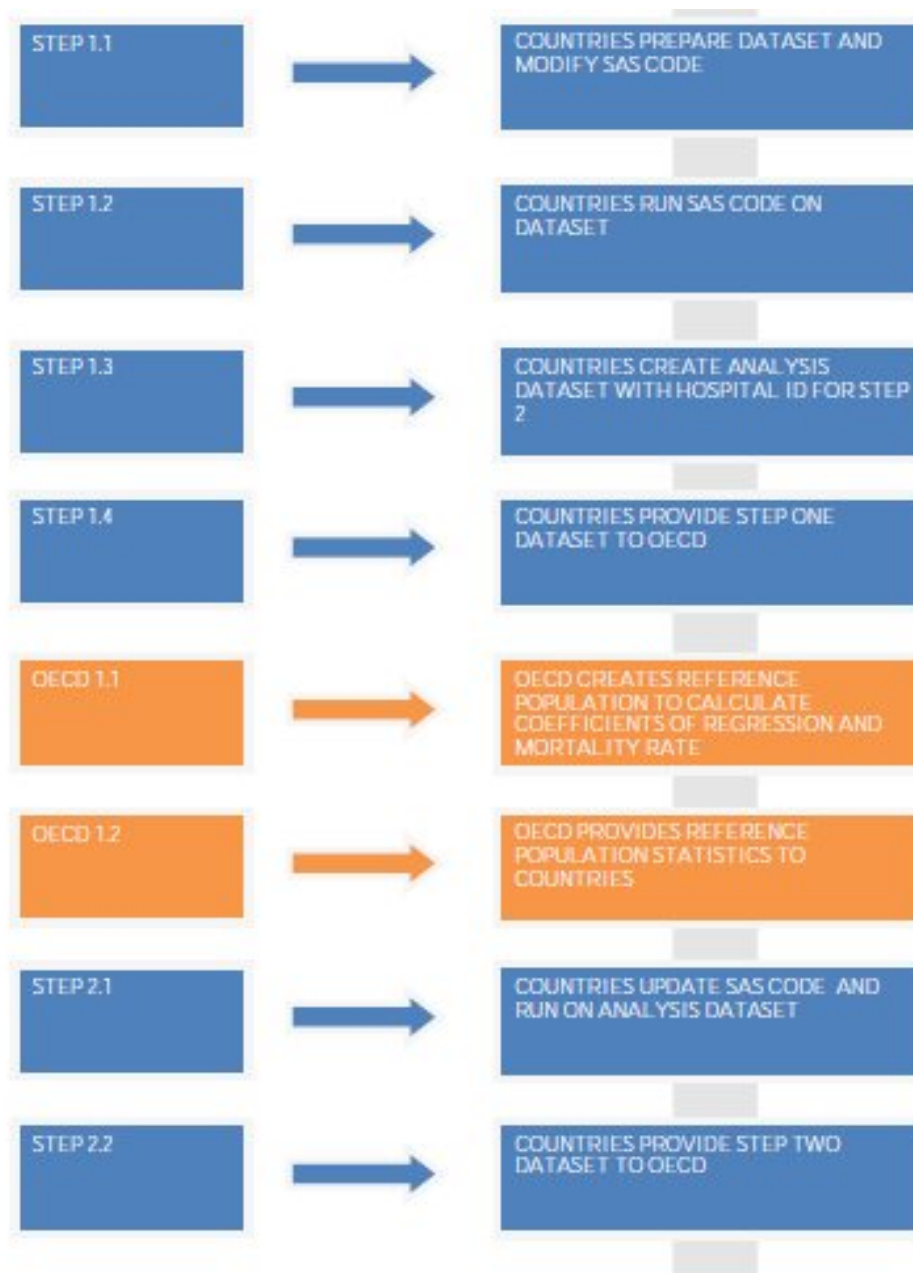 STEP 1.1
COUNTRIES PREPARE DATASET AND
MODIFY SAS CODE
STEP 1.2
COUNTRIES RUN SAS CODE ON
DATASET
STEP 1.3
COUNTRIES CREATE ANALYSIS
DATASET WITH HOSPITAL ID FOR STEP
2
STEP 1.4
COUNTRIES PROVIDE STEP ONE
DATASET TO OECD
OECD 1.1
OECD CREATES REFERENCE
POPULATION TO CALCULATE
COEFFICIENTS OF REGRESSION AND
MORTALITY RATE
OECD 1.2
OECD PROVIDES REFERENCE
POPULATION STATISTICS TO
COUNTRIES
STEP 2.1
COUNTRIES UPDATE SAS CODE AND
RUN ON ANALYSIS DATASET
STEP 2.2
COUNTRIES PROVIDE STEP TWO
DATASET TO OECD